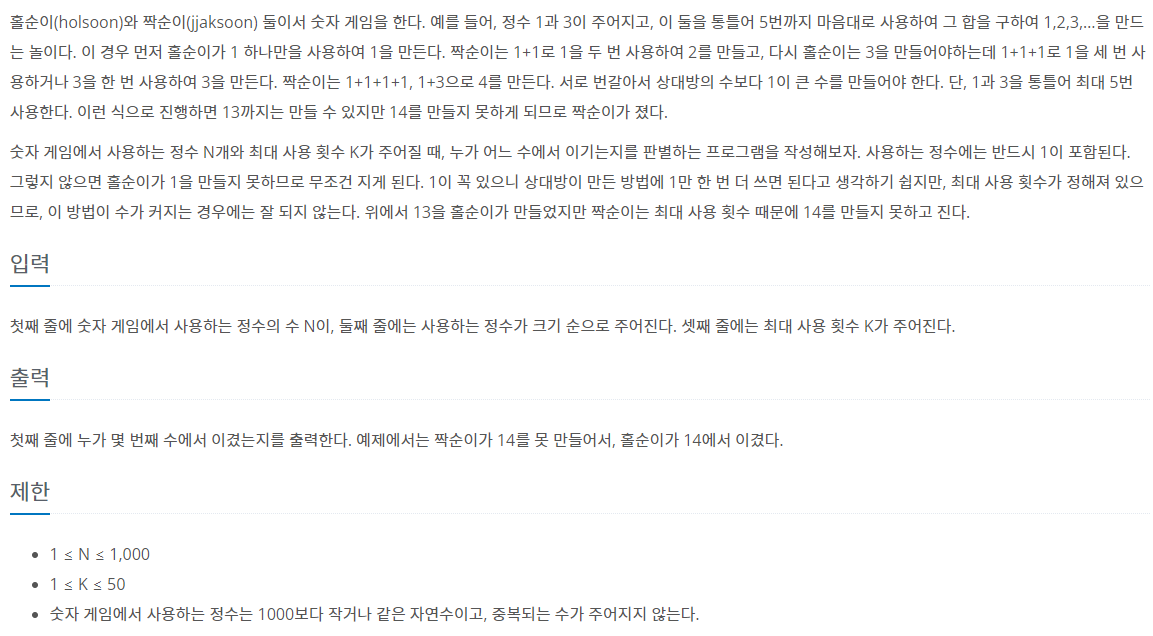 홀순이(holsoon)와 짝순이(jjaksoon) 둘이서 숫자 게임을 한다. 예를 들어, 정수 1과 3이 주어지고, 이 둘을 통틀어 5번까지 마음대로 사용하여 그 합을 구하여 1,2,3,...을 만드
는 놀이다. 이 경우 먼저 홀순이가 1 하나만을 사용하여 1을 만든다. 짝순이는 1+1로 1을 두 번 사용하여 2를 만들고, 다시 홀순이는 3을 만들어야하는데 1+1+1로 1을 세 번 사
용하거나 3을 한 번 사용하여 3을 만든다. 짝순이는 1+1+1+1, 1+3으로 4를 만든다. 서로 번갈아서 상대방의 수보다 1이 큰 수를 만들어야 한다. 단, 1과 3을 통틀어 최대 5번
사용한다. 이런 식으로 진행하면 13까지는 만들 수 있지만 14를 만들지 못하게 되므로 짝순이가 졌다.
숫자 게임에서 사용하는 정수 N개와 최대 사용 횟수 K가 주어질 때, 누가 어느 수에서 이기는지를 판별하는 프로그램을 작성해보자. 사용하는 정수에는 반드시 1이 포함된다.
그렇지 않으면 홀순이가 1을 만들지 못하므로 무조건 지게 된다. 1이 꼭 있으니 상대방이 만든 방법에 1만 한 번 더 쓰면 된다고 생각하기 쉽지만, 최대 사용 횟수가 정해져 있으
므로, 이 방법이 수가 커지는 경우에는 잘 되지 않는다. 위에서 13을 홀순이가 만들었지만 짝순이는 최대 사용 횟수 때문에 14를 만들지 못하고 진다.
입력
첫째 줄에 숫자 게임에서 사용하는 정수의 수 N이, 둘째 줄에는 사용하는 정수가 크기 순으로 주어진다. 셋째 줄에는 최대 사용 횟수 K가 주어진다.
출력
첫째 줄에 누가 몇 번째 수에서 이겼는지를 출력한다. 예제에서는 짝순이가 14를 못 만들어서, 홀순이가 14에서 이겼다.
제한
• 1 ≤ N ≤ 1,000
• 1 ≤ K ≤ 50
• 숫자 게임에서 사용하는 정수는 1000보다 작거나 같은 자연수이고, 중복되는 수가 주어지지 않는다.